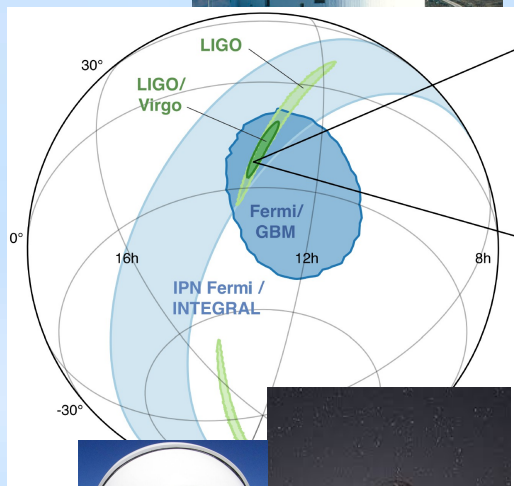 LIGO
30°
LIGO/
Virgo
Fermi/
GBM
0°
16h
12h
8h
IPN Fermi /
INTEGRAL
-30°